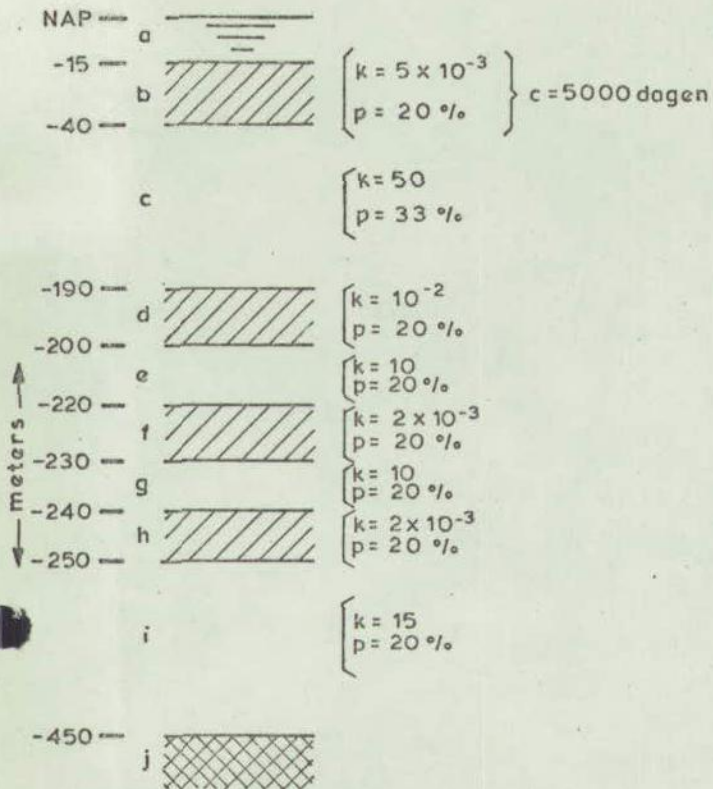 NAP
a
-15
b
k = 5 x 10⁻³
p = 20 %
c = 5000 dagen
-40
c
k = 50
p = 33 %
-190
d
k = 10⁻²
p = 20 %
-200
e
k = 10
p = 20 %
-220
f
k = 2 x 10⁻³
p = 20 %
-230
g
k = 10
p = 20 %
-240
h
k = 2 x 10⁻³
p = 20 %
-250
meters
i
k = 15
p = 20 %
-450
j